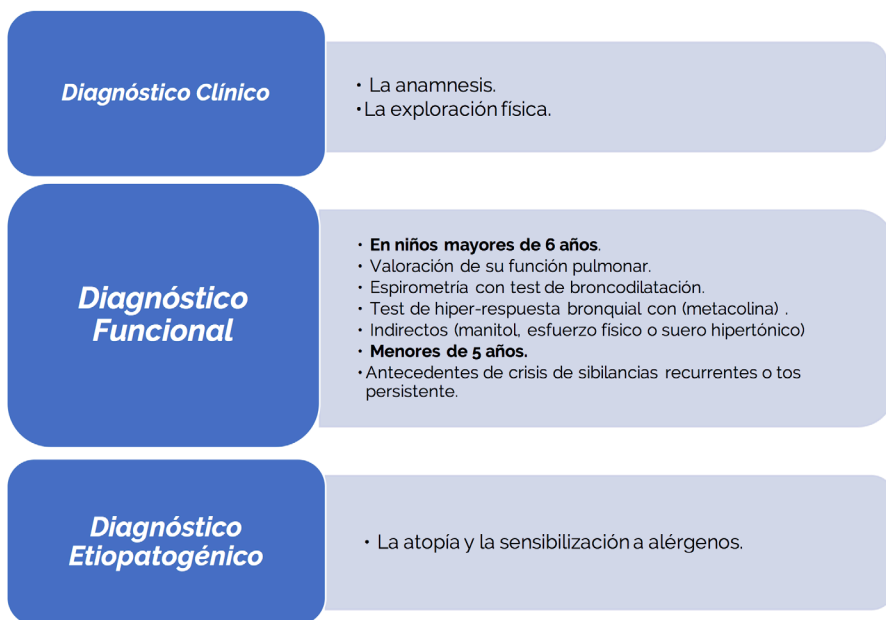 Diagnóstico Clínico
• La anamnesis.
• La exploración física.
Diagnóstico
Funcional
• En niños mayores de 6 años.
• Valoración de su función pulmonar.
• Espirometría con test de broncodilatación.
• Test de hiper-respuesta bronquial con (metacolina) .
• Indirectos (manitol, esfuerzo físico o suero hipertónico)
• Menores de 5 años.
• Antecedentes de crisis de sibilancias recurrentes o tos
persistente.
Diagnóstico
Etiopatogénico
• La atopía y la sensibilización a alérgenos.